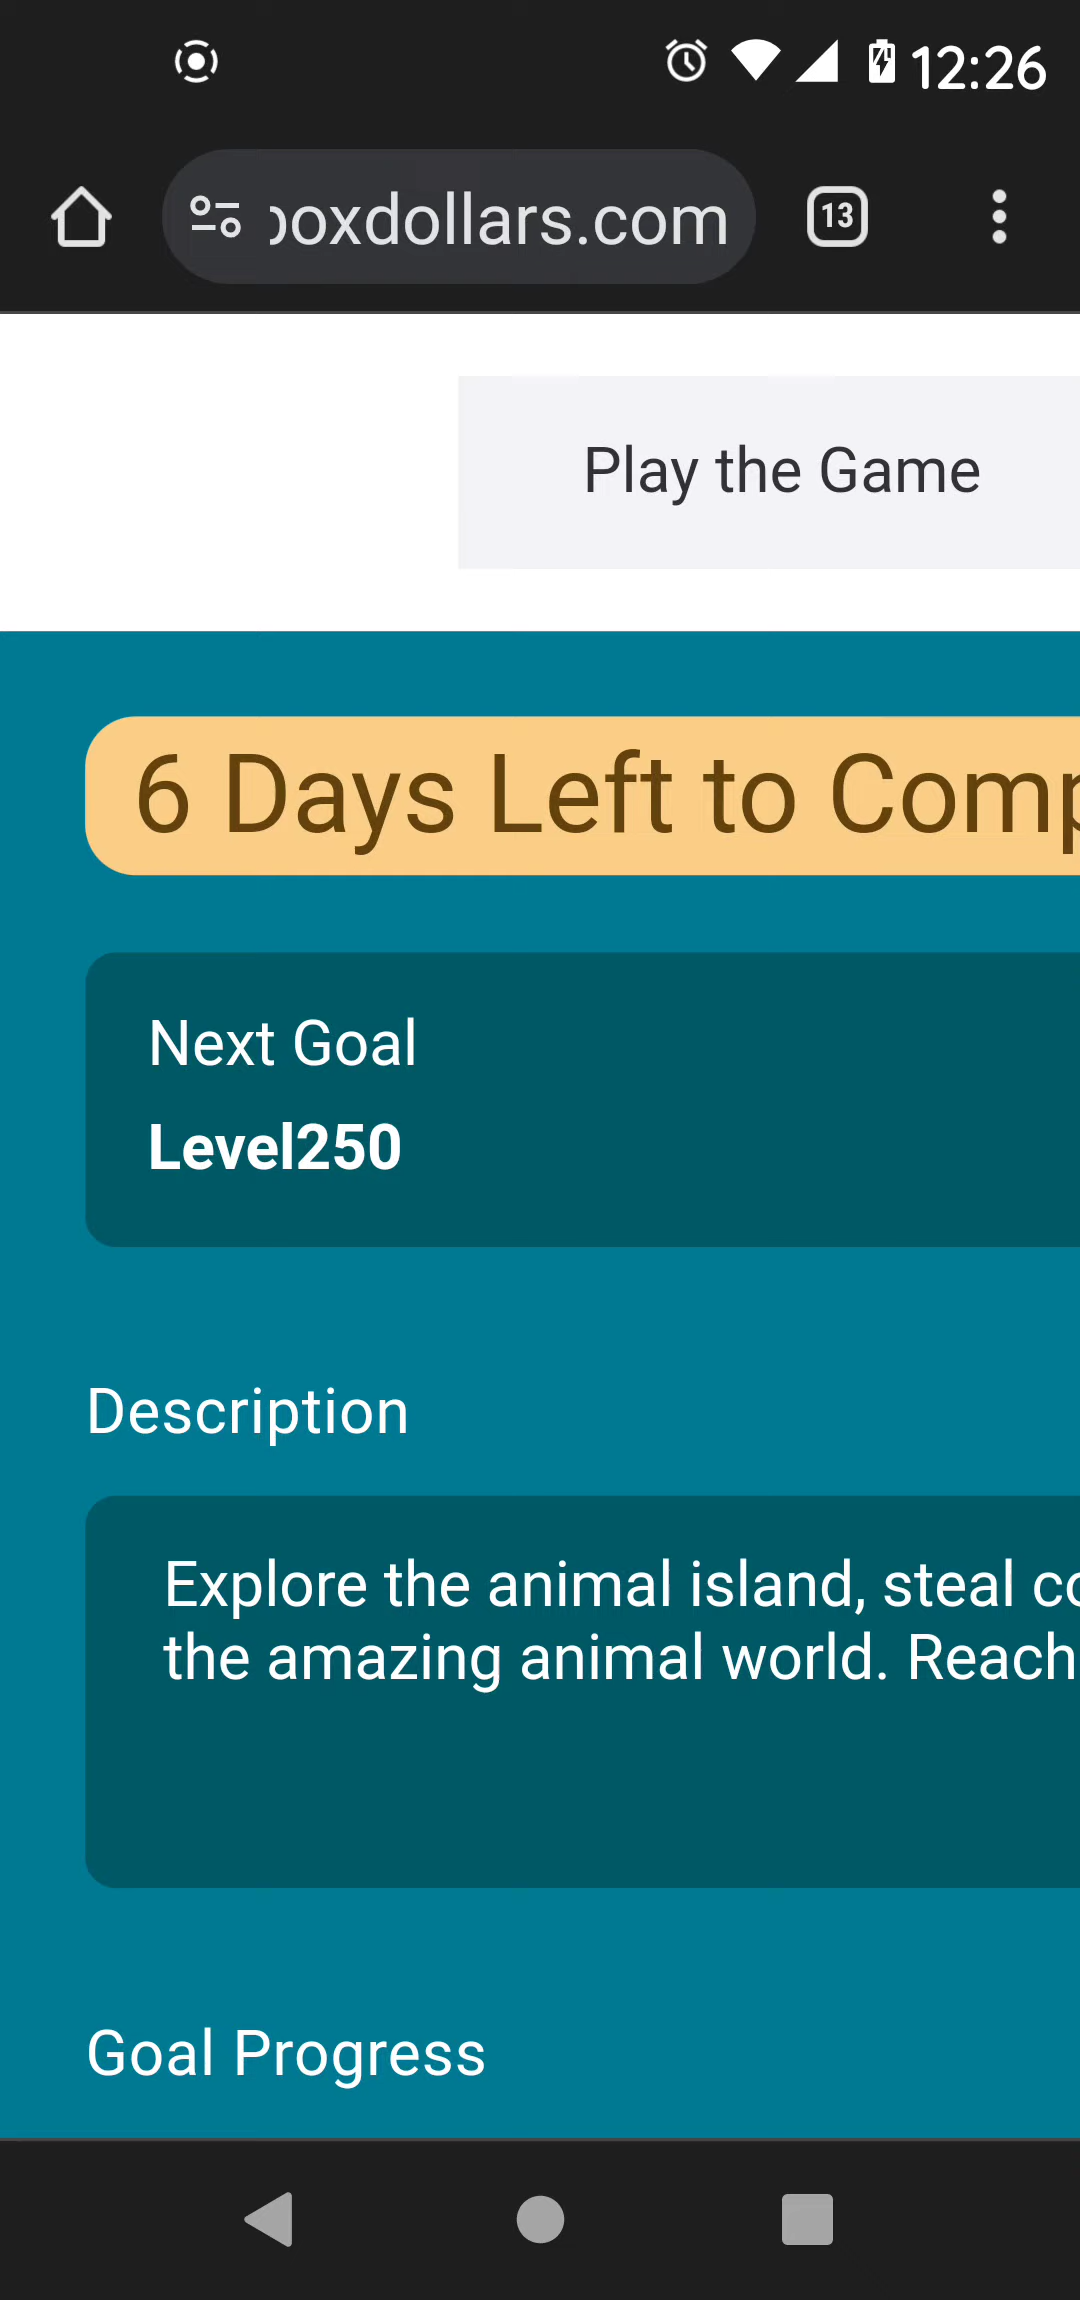 12:26
oxdollars.com
13
Play the Game
6 Days Left to Comp
Next Goal
Level250
Description
Explore the animal island, steal co
the amazing animal world. Reach
Goal Progress